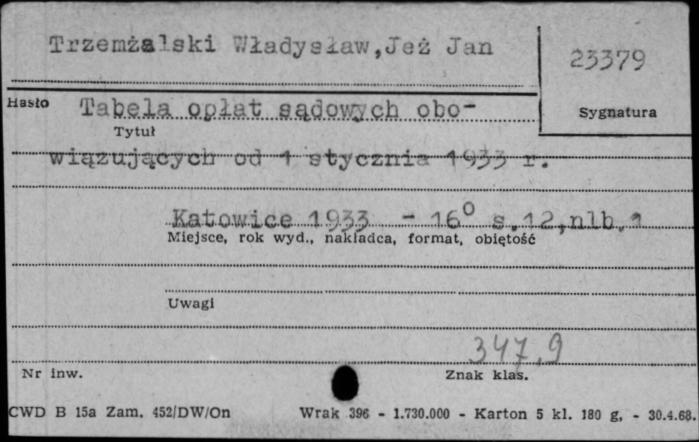 Trzemżalski Władysław,Jeż Jan
23379
Hasło
Sygnatura
Tabela opłat sądowych obo-
Tytuł
wiązujących od 1 stycznia 1933 r.
Katowice 1933 - 16° s.12,nlb.1
Miejsce, rok wyd., nakładca, format, obiętość
Uwagi
347.9
Nr inw.
Znak klas.
CWD B 15a Zam. 452/DW/On Wrak 396 - 1.730.000 - Karton 5 kl. 180 g, - 30.4.68.